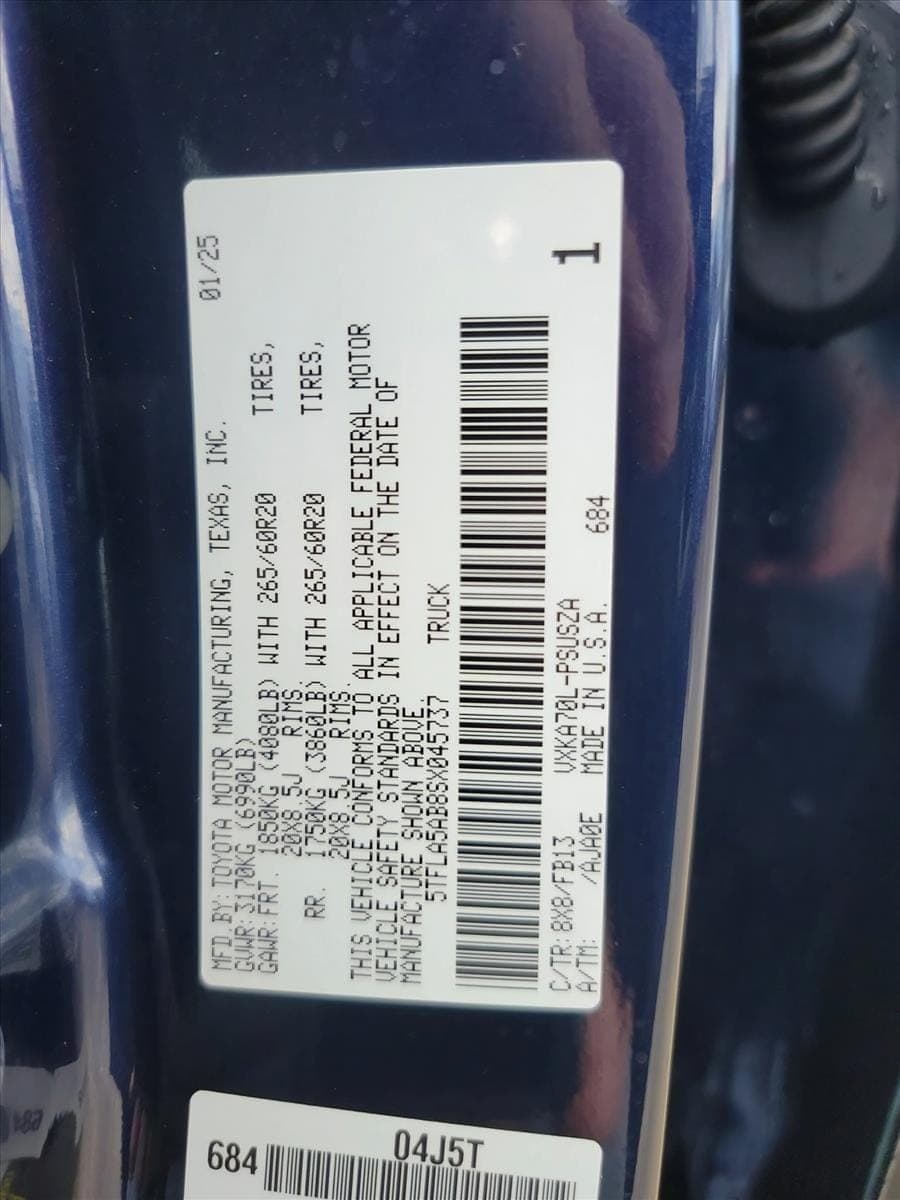 MFD.BY:TOYOTA MOTOR MANUFACTURING, TEXAS, INC. 01/25
GVWR:3170KG (6990LB)
GAWR:FRT. 1850KG (4080LB) WITH 265/60R20 TIRES,
20X8.5J RIMS.
RR. 1750KG (3860LB) WITH 265/60R20 TIRES,
20X8.5J RIMS.
THIS VEHICLE CONFORMS TO ALL APPLICABLE FEDERAL MOTOR
VEHICLE SAFETY STANDARDS IN EFFECT ON THE DATE OF
MANUFACTURE SHOWN ABOVE
5TFLA5AB8SX045737 TRUCK
1
C/TR:8X8/FB13 VXKA70L-PSUSZA
A/TM: /AJA0E MADE IN U.S.A. 684
684
04J5T